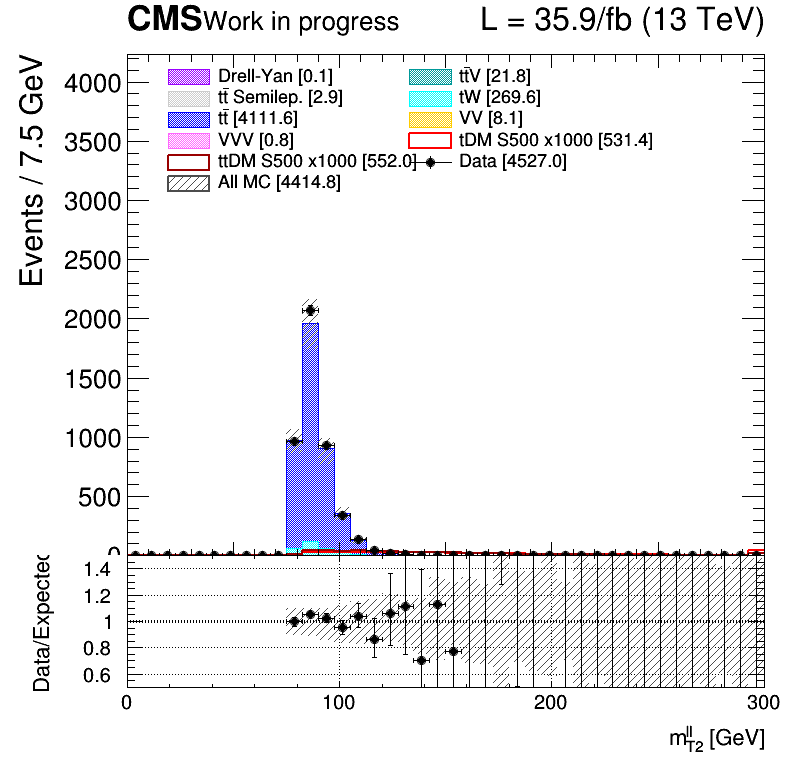 CMS Work in progress L = 35.9/fb (13 TeV)
Events / 7.5 GeV
4000
3500
3000
2500
2000
1500
1000
500
0
Drell-Yan [0.1]
tt̄ Semilep. [2.9]
tt̄ [4111.6]
VVV [0.8]
ttDM S500 x1000 [552.0]
All MC [4414.8]
tt̄V [21.8]
tW [269.6]
VV [8.1]
tDM S500 x1000 [531.4]
Data [4527.0]
Data/Expected
1.4
1.2
1
0.8
0.6
0 100 200 300
m_T2^ll [GeV]